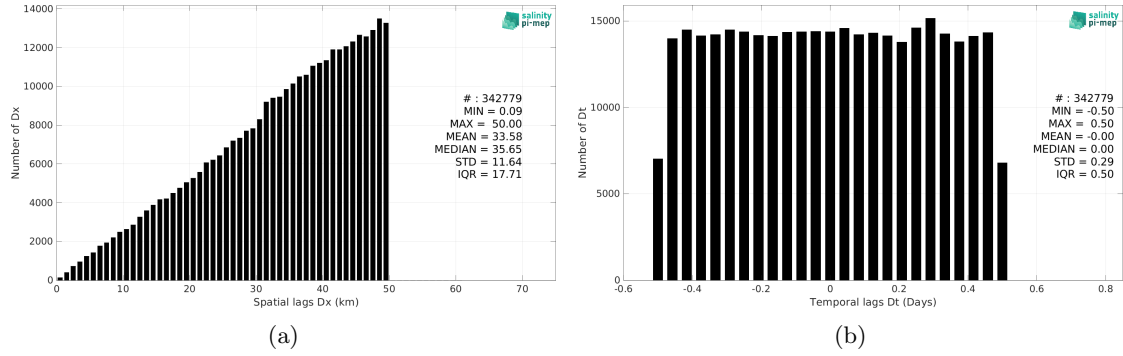 14000
12000
10000
8000
6000
4000
2000
0
Number of Dx
salinity
pi-mep
# : 342779
MIN = 0.09
MAX = 50.00
MEAN = 33.58
MEDIAN = 35.65
STD = 11.64
IQR = 17.71
0 10 20 30 40 50 60 70
Spatial lags Dx (km)
(a)
15000
10000
5000
0
Number of Dt
salinity
pi-mep
# : 342779
MIN = -0.50
MAX = 0.50
MEAN = -0.00
MEDIAN = 0.00
STD = 0.29
IQR = 0.50
-0.6 -0.4 -0.2 0 0.2 0.4 0.6 0.8
Temporal lags Dt (Days)
(b)